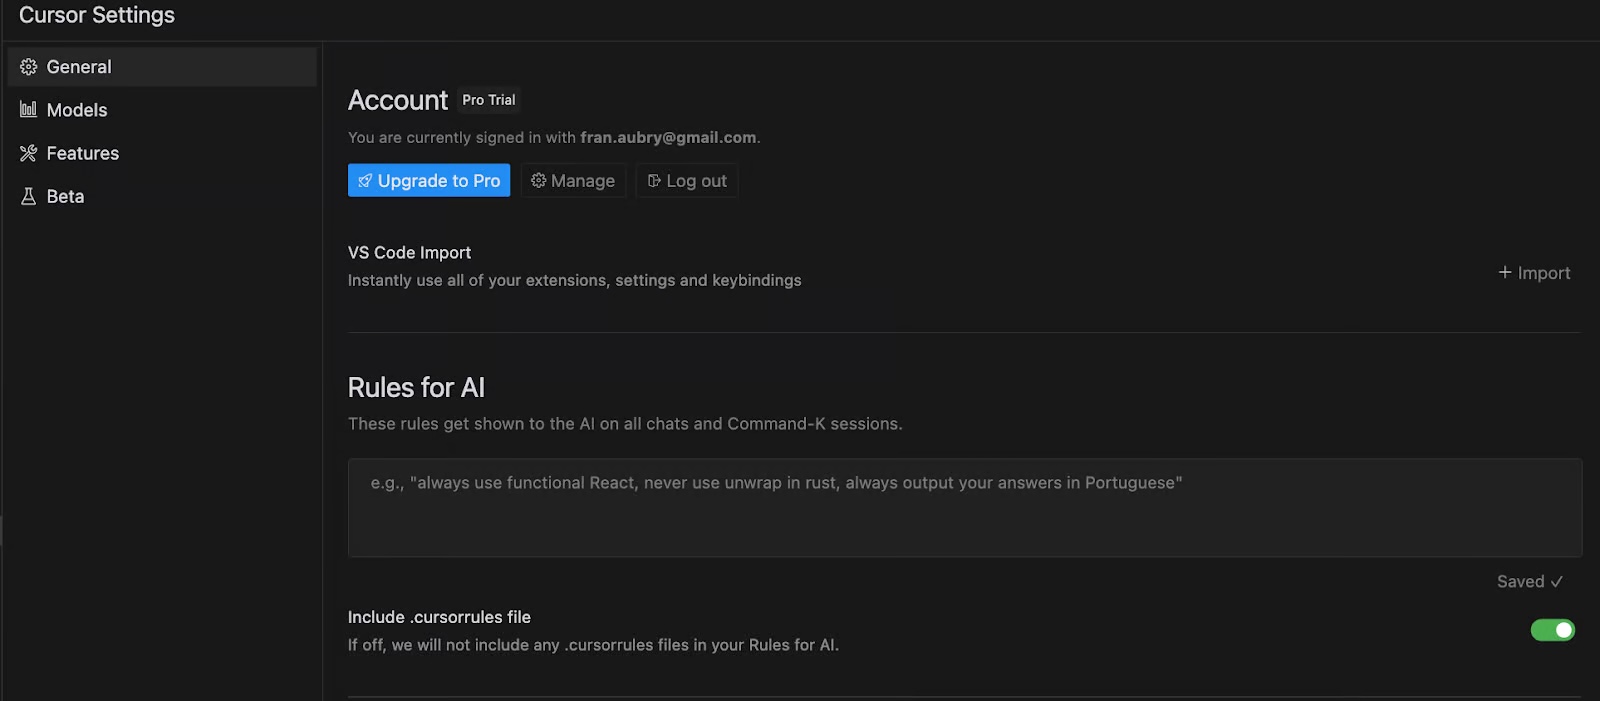 Cursor Settings
General
Models
Features
Beta
Account Pro Trial
You are currently signed in with fran.aubry@gmail.com.
Upgrade to Pro Manage Log out
VS Code Import
Instantly use all of your extensions, settings and keybindings
+ Import
Rules for AI
These rules get shown to the AI on all chats and Command-K sessions.
e.g., "always use functional React, never use unwrap in rust, always output your answers in Portuguese"
Saved ✓
Include .cursorrules file
If off, we will not include any .cursorrules files in your Rules for AI.